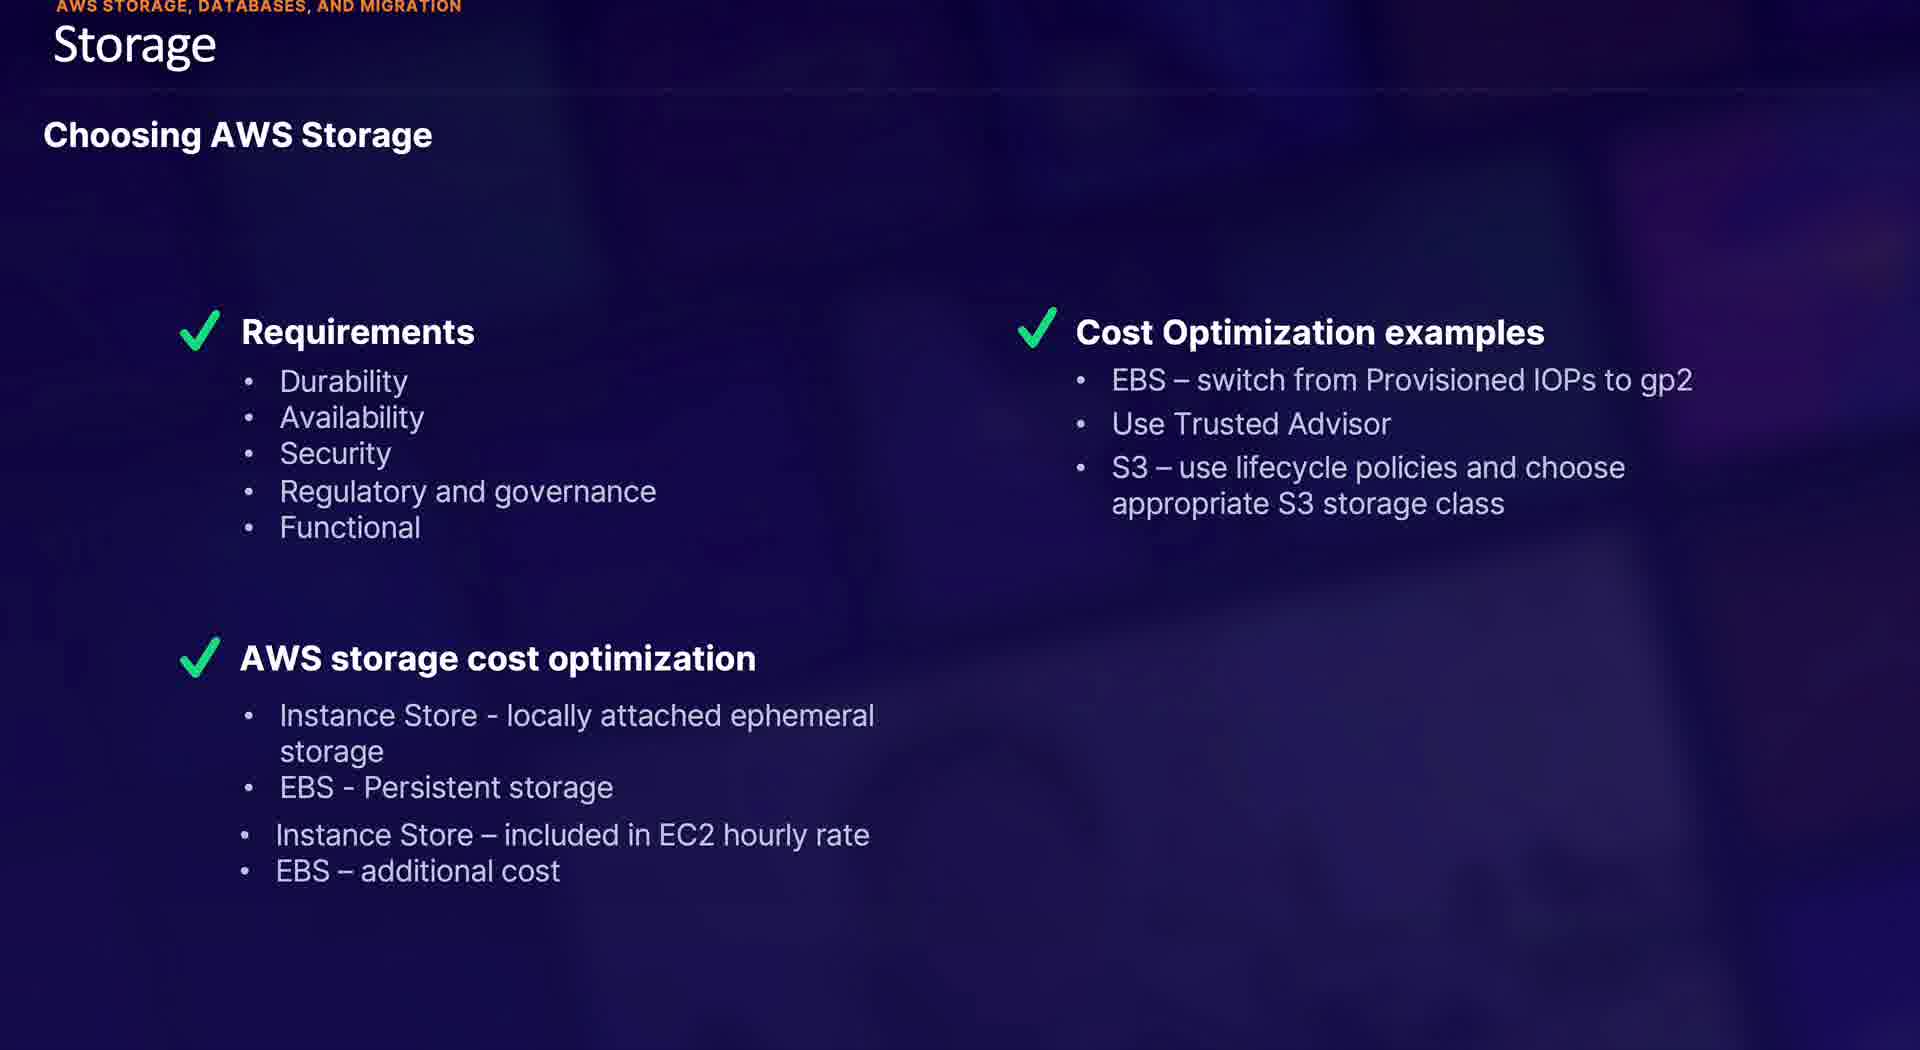 AWS STORAGE, DATABASES, AND MIGRATION
Storage
Choosing AWS Storage
Requirements
• Durability
• Availability
• Security
• Regulatory and governance
• Functional
AWS storage cost optimization
• Instance Store - locally attached ephemeral
storage
• EBS - Persistent storage
• Instance Store – included in EC2 hourly rate
• EBS – additional cost
Cost Optimization examples
• EBS – switch from Provisioned IOPs to gp2
• Use Trusted Advisor
• S3 – use lifecycle policies and choose
appropriate S3 storage class